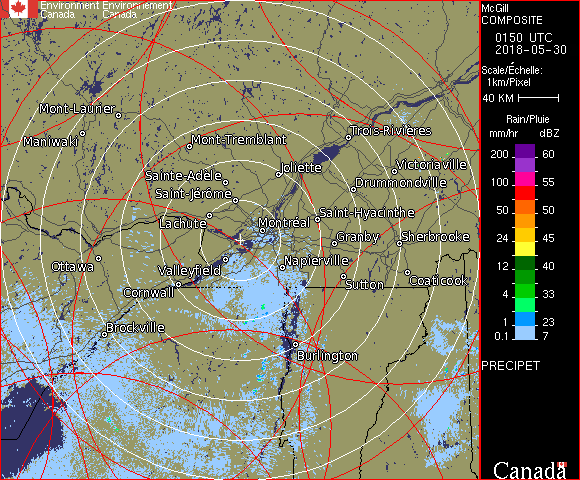 Environment Environnement
Canada Canada
McGill
COMPOSITE
0150 UTC
2018-05-30
Scale/Échelle:
1km/Pixel
40 KM
Rain/Pluie
mm/hr dBZ
200 60
100 55
50 50
24 45
12 40
4 33
1 23
0.1 7
PRECIPET
Canada
Mont-Laurier
Maniwaki
Mont-Tremblant
Trois-Rivières
Victoriaville
Joliette
Sainte-Adèle
Drummondville
Saint-Jérôme
Saint-Hyacinthe
Lachute
Montréal
Granby
Sherbrooke
Ottawa
Valleyfield
Napierville
Sutton
Coaticook
Cornwall
Brockville
Burlington